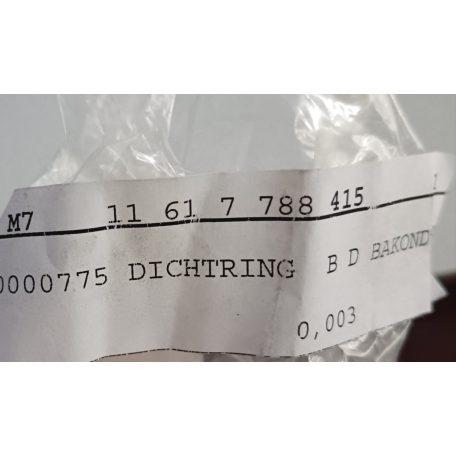 M7 11 61 7 788 415 1
0000775 DICHTRING B D BAKOND
0,003